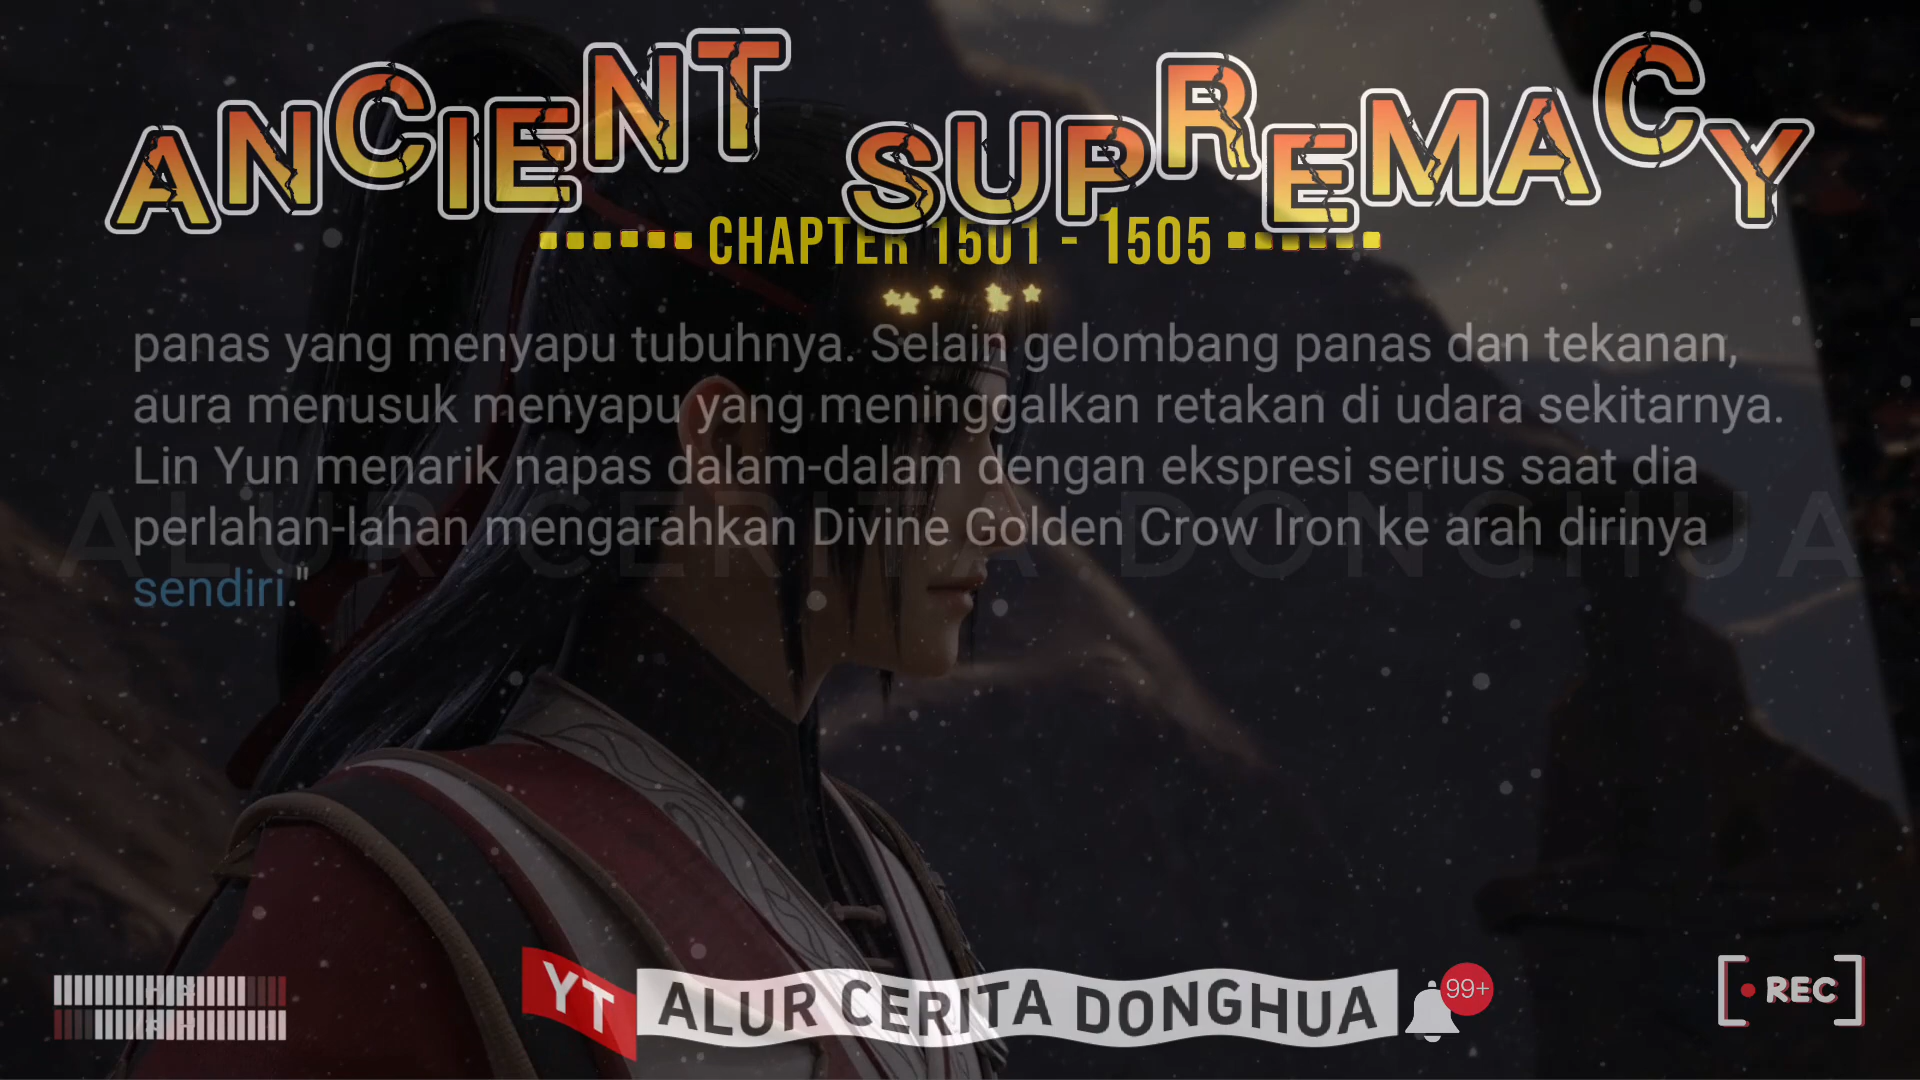 ANCIENT SUPREMACY
CHAPTER 1501 - 1505
panas yang menyapu tubuhnya. Selain gelombang panas dan tekanan,
aura menusuk menyapu yang meninggalkan retakan di udara sekitarnya.
Lin Yun menarik napas dalam-dalam dengan ekspresi serius saat dia
perlahan-lahan mengarahkan Divine Golden Crow Iron ke arah dirinya
sendiri."
ALUR CERITA DONGHUA
YT ALUR CERITA DONGHUA 99+
REC